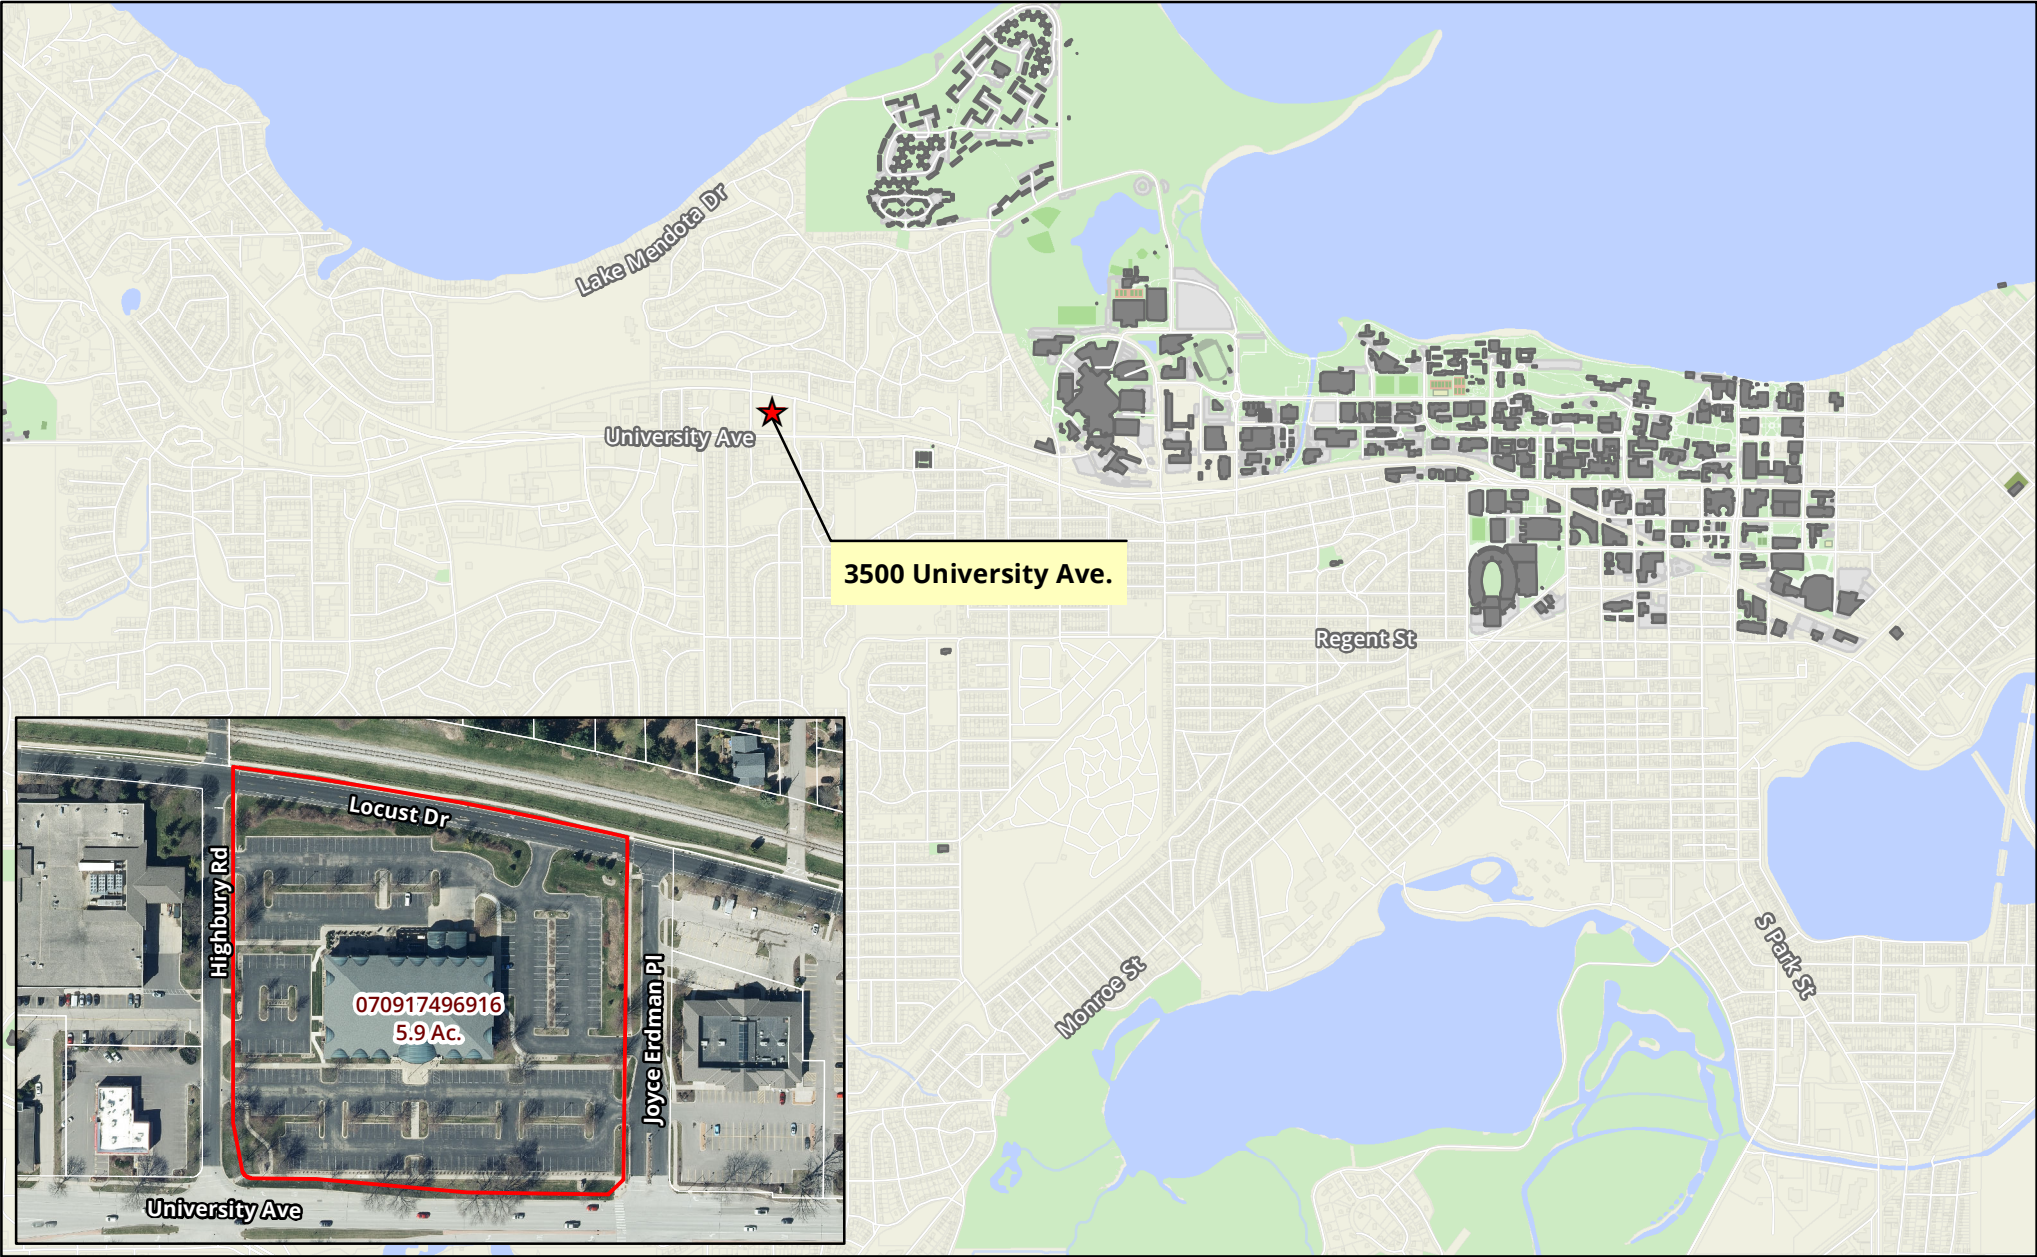 Lake Mendota Dr
University Ave
3500 University Ave.
Regent St
Monroe St
S Park St
Locust Dr
Highbury Rd
070917496916
5.9 Ac.
Joyce Erdman Pl
University Ave